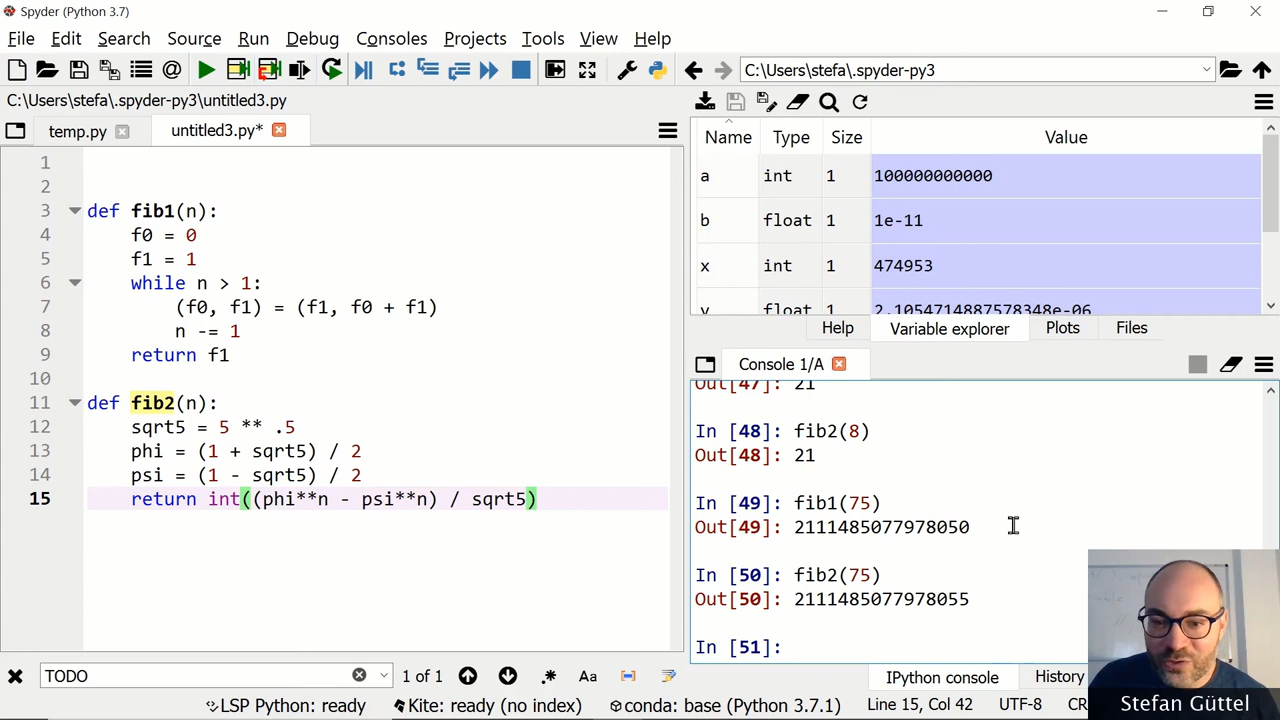 Spyder (Python 3.7)
File Edit Search Source Run Debug Consoles Projects Tools View Help
C:\Users\stefa\.spyder-py3
C:\Users\stefa\.spyder-py3\untitled3.py
temp.py untitled3.py*
1
2
3 def fib1(n):
4 f0 = 0
5 f1 = 1
6 while n > 1:
7 (f0, f1) = (f1, f0 + f1)
8 n -= 1
9 return f1
10
11 def fib2(n):
12 sqrt5 = 5 ** .5
13 phi = (1 + sqrt5) / 2
14 psi = (1 - sqrt5) / 2
15 return int((phi**n - psi**n) / sqrt5)
Name Type Size Value
a int 1 100000000000
b float 1 1e-11
x int 1 474953
y float 1 2.1054714887578348e-06
Help Variable explorer Plots Files
Console 1/A
Out[47]: 21
In [48]: fib2(8)
Out[48]: 21
In [49]: fib1(75)
Out[49]: 2111485077978050
In [50]: fib2(75)
Out[50]: 2111485077978055
In [51]:
IPython console History
TODO 1 of 1 .* Aa
LSP Python: ready Kite: ready (no index) conda: base (Python 3.7.1) Line 15, Col 42 UTF-8 CR
Stefan Güttel